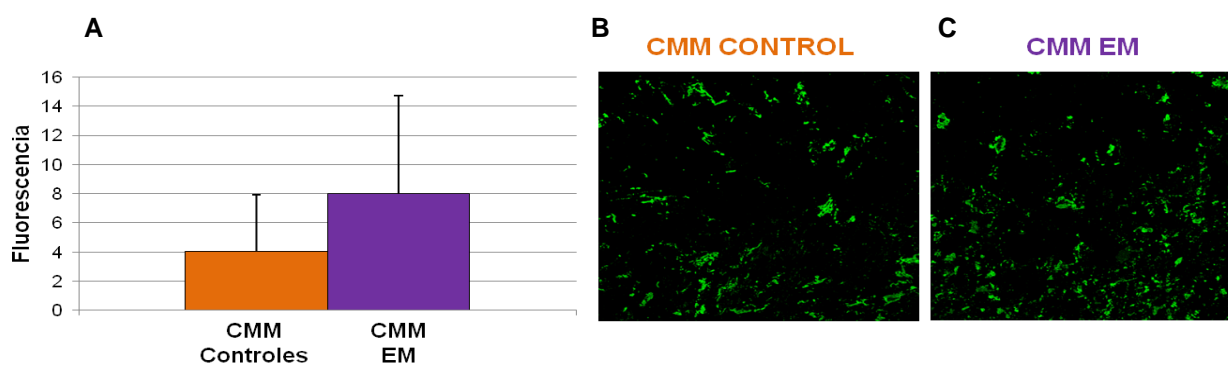 A
B
C
CMM CONTROL
CMM EM
16
14
12
10
8
6
4
2
0
Fluorescencia
CMM
Controles
CMM
EM